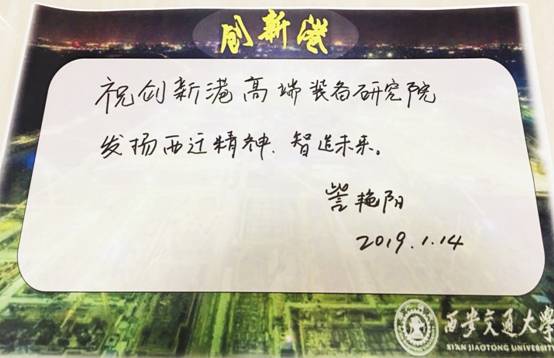 创新港
祝创新港高端装备研究院
发扬西迁精神、智造未来。
訾艳阳
2019.1.14
西安交通大学
XI'AN JIAOTONG UNIVERSITY